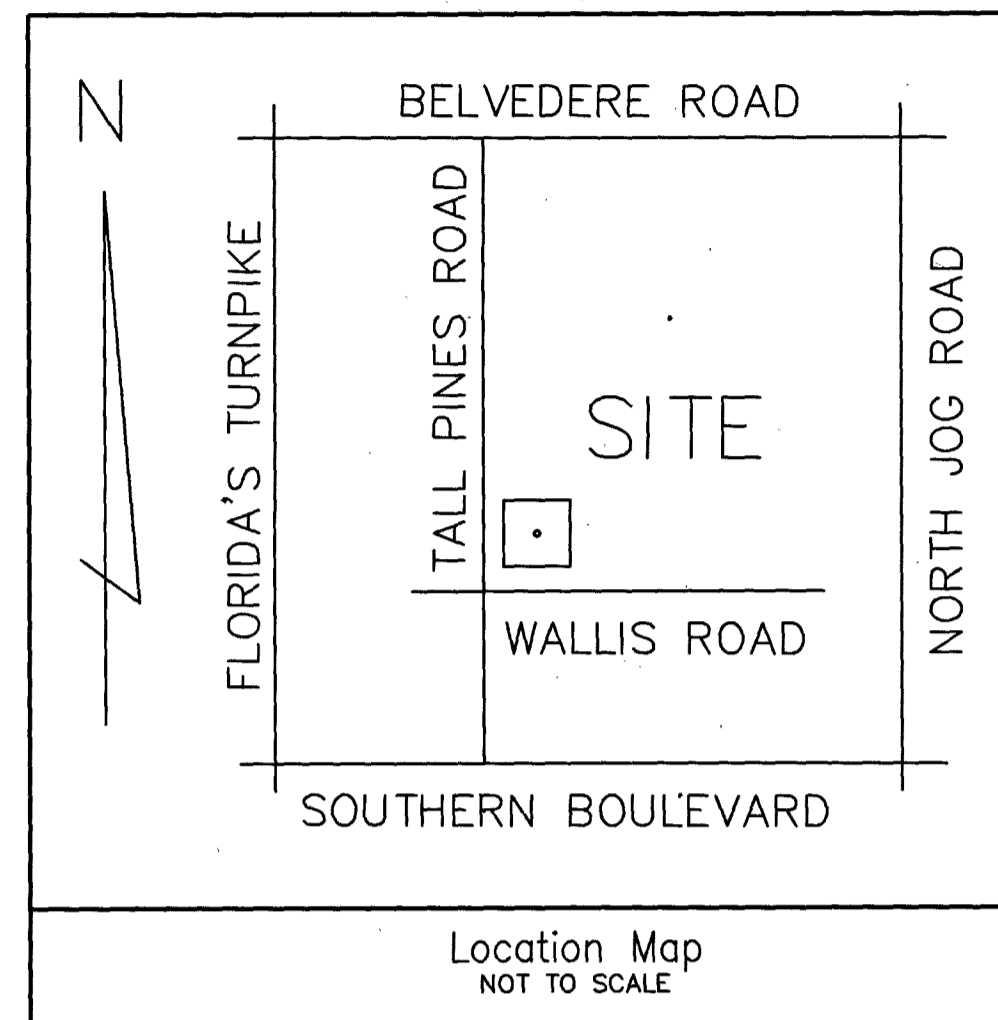 N
BELVEDERE ROAD
FLORIDA'S TURNPIKE
TALL PINES ROAD
SITE
NORTH JOG ROAD
WALLIS ROAD
SOUTHERN BOULEVARD
Location Map
NOT TO SCALE